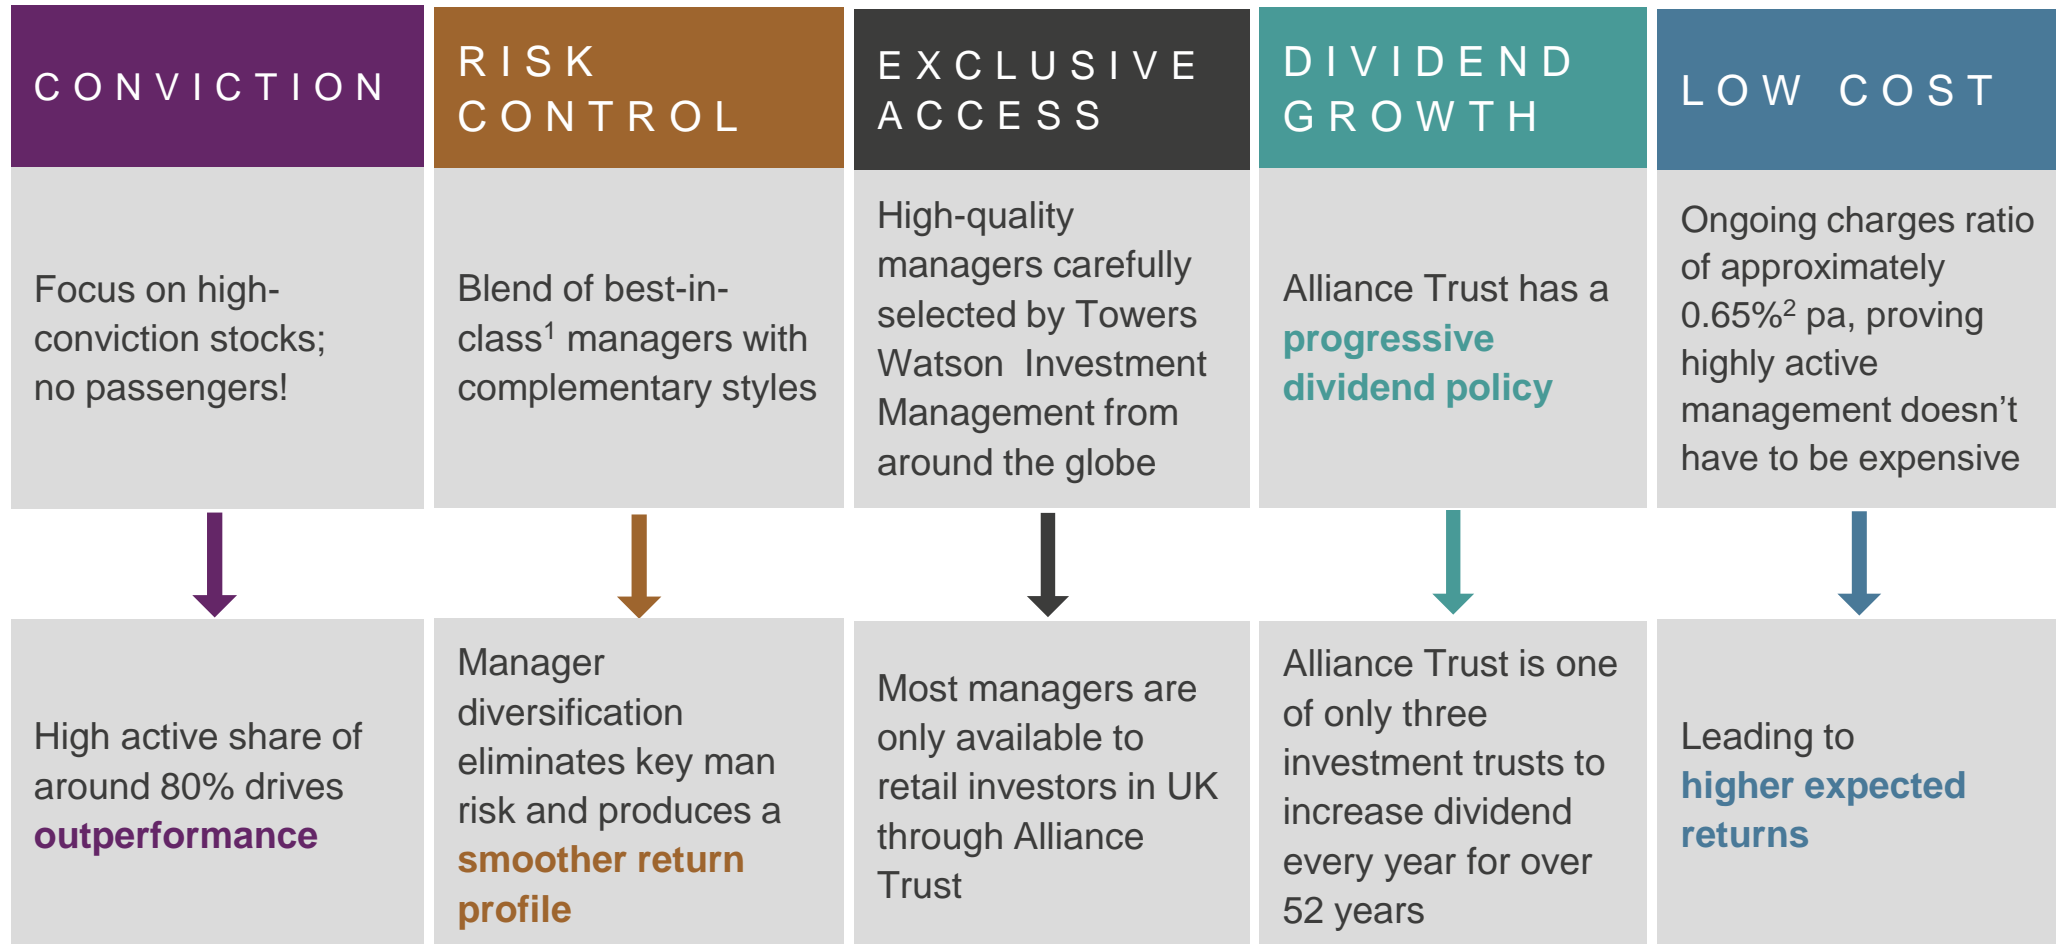 CONVICTION
Focus on high-
conviction stocks;
no passengers!
High active share of
around 80% drives
outperformance
RISK
CONTROL
Blend of best-in-
class¹ managers with
complementary styles
Manager
diversification
eliminates key man
risk and produces a
smoother return
profile
EXCLUSIVE
ACCESS
High-quality
managers carefully
selected by Towers
Watson  Investment
Management from
around the globe
Most managers are
only available to
retail investors in UK
through Alliance
Trust
DIVIDEND
GROWTH
Alliance Trust has a
progressive
dividend policy
Alliance Trust is one
of only three
investment trusts to
increase dividend
every year for over
52 years
LOW COST
Ongoing charges ratio
of approximately
0.65%² pa, proving
highly active
management doesn’t
have to be expensive
Leading to
higher expected
returns